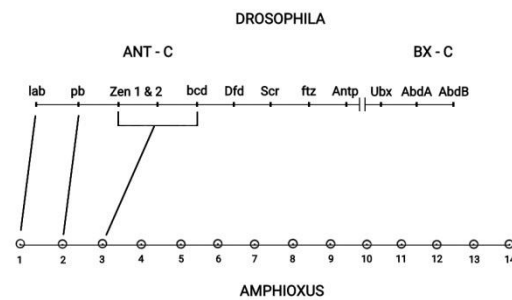 DROSOPHILA
ANT - C BX - C
lab pb Zen 1 & 2 bcd Dfd Scr ftz Antp Ubx AbdA AbdB
1 2 3 4 5 6 7 8 9 10 11 12 13 14
AMPHIOXUS